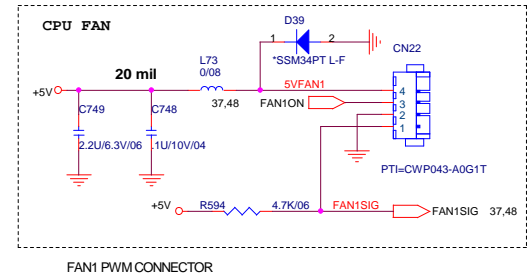 CPU FAN
D39
1
2
*SSM34PT L-F
CN22
L73
0/08
20 mil
+5V
37,48
5VFAN1
FAN1ON
4
3
2
1
C749
C748
2.2U/6.3V/06
.1U/10V/04
PTI=CWP043-A0G1T
+5V
R594
4.7K/06
FAN1SIG
FAN1SIG
37,48
FAN1 PWM CONNECTOR